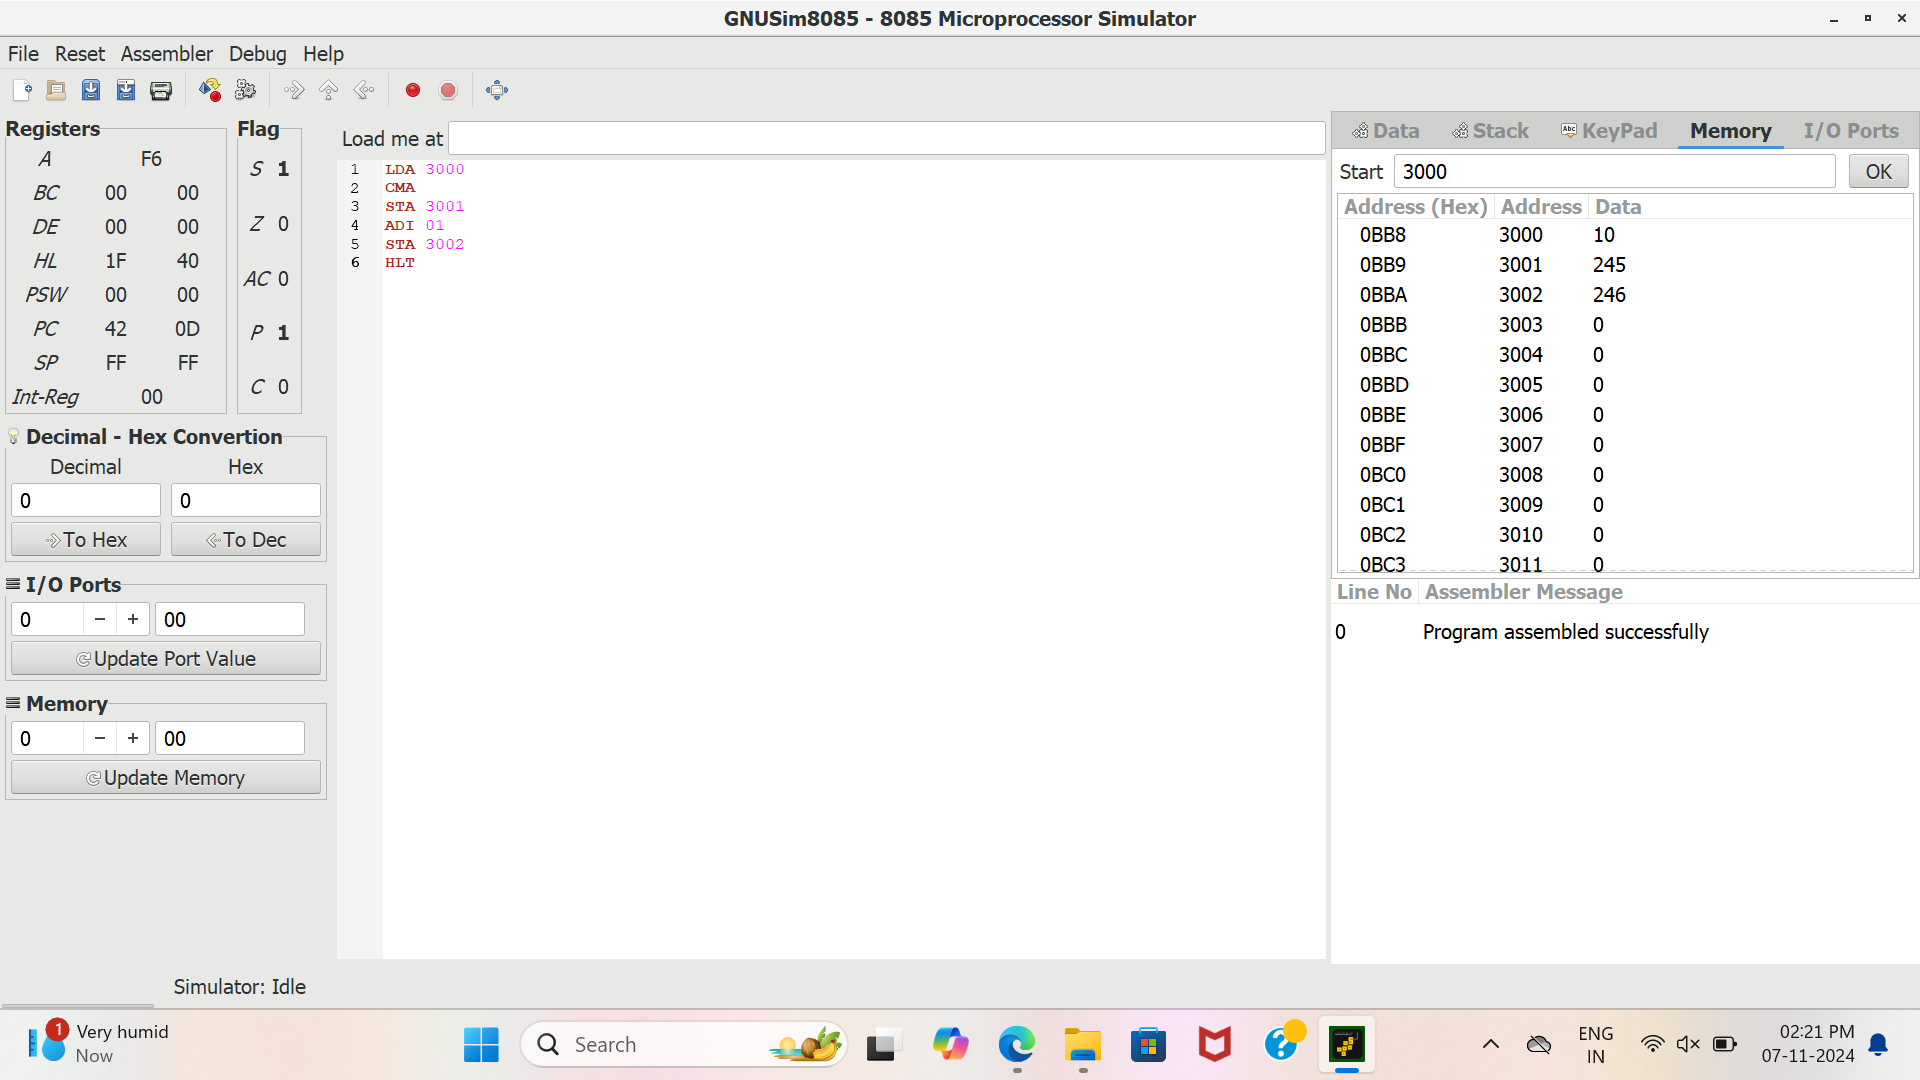 GNUSim8085 - 8085 Microprocessor Simulator
File Reset Assembler Debug Help
Registers
A F6
BC 00 00
DE 00 00
HL 1F 40
PSW 00 00
PC 42 0D
SP FF FF
Int-Reg 00
Flag
S 1
Z 0
AC 0
P 1
C 0
Decimal - Hex Convertion
Decimal Hex
0 0
To Hex To Dec
I/O Ports
0 − + 00
Update Port Value
Memory
0 − + 00
Update Memory
Load me at
1 LDA 3000
2 CMA
3 STA 3001
4 ADI 01
5 STA 3002
6 HLT
Data Stack Abc KeyPad Memory I/O Ports
Start 3000 OK
Address (Hex) Address Data
0BB8 3000 10
0BB9 3001 245
0BBA 3002 246
0BBB 3003 0
0BBC 3004 0
0BBD 3005 0
0BBE 3006 0
0BBF 3007 0
0BC0 3008 0
0BC1 3009 0
0BC2 3010 0
0BC3 3011 0
Line No Assembler Message
0 Program assembled successfully
Simulator: Idle
1 Very humid
Now
Search
ENG
IN
02:21 PM
07-11-2024